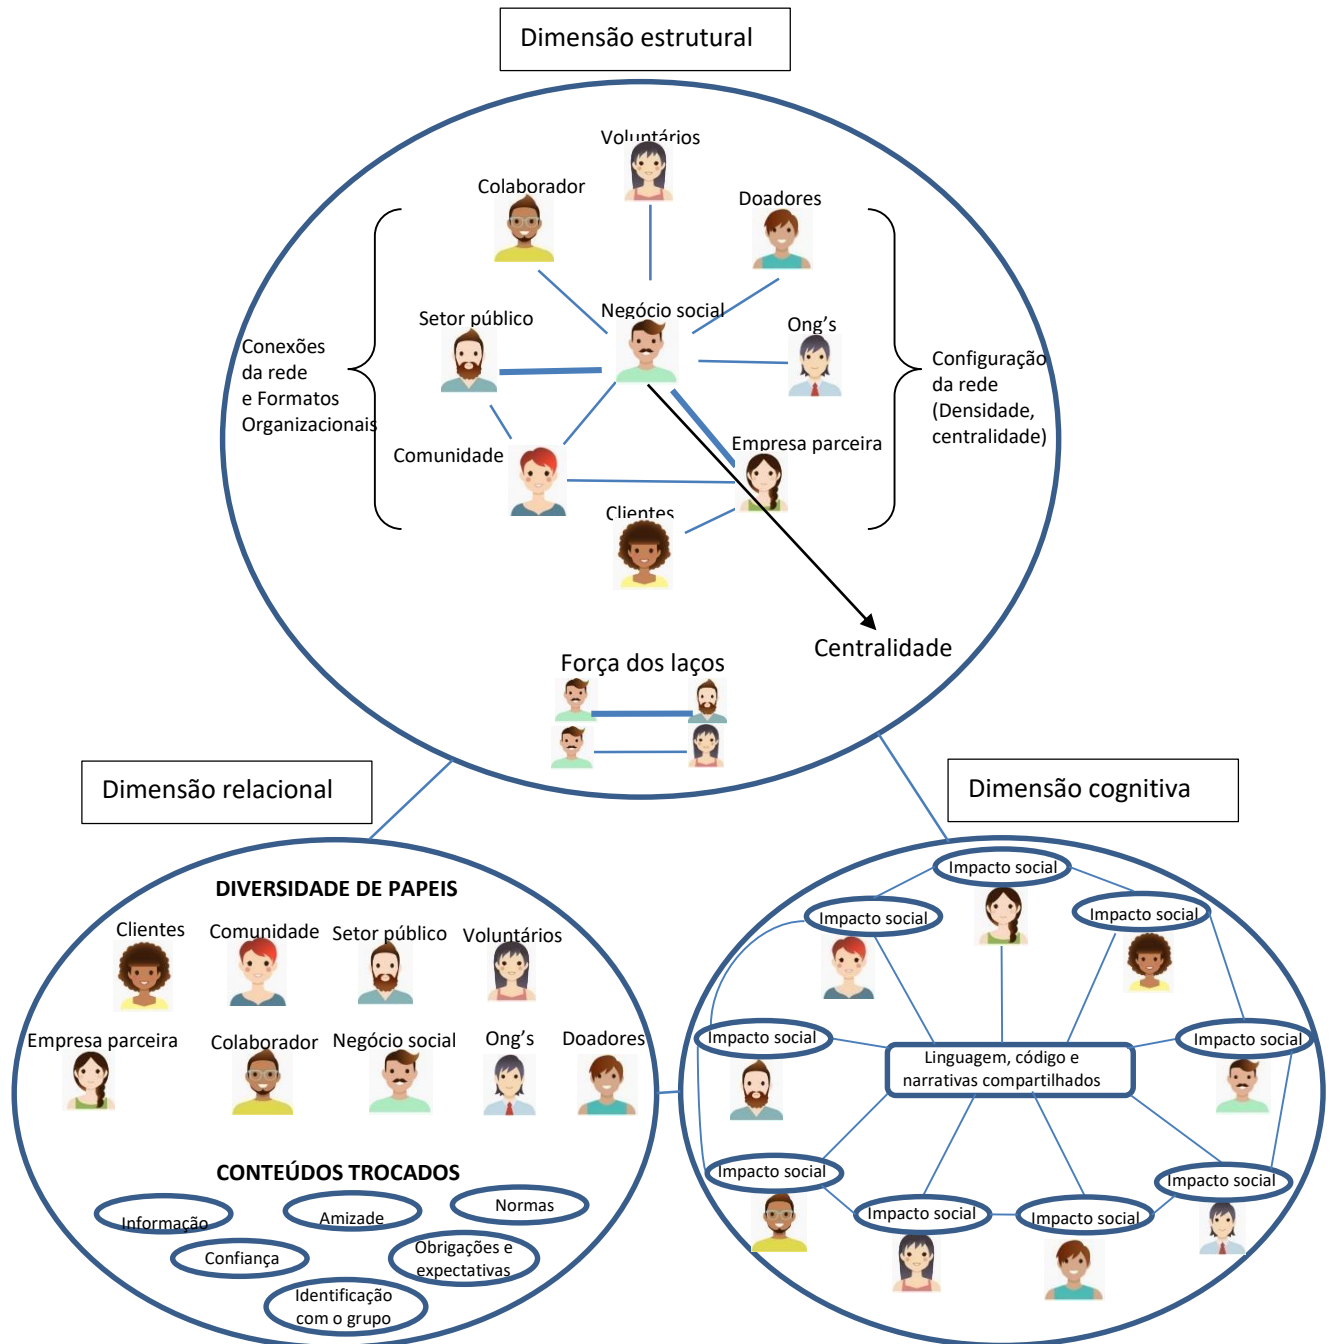 Dimensão estrutural
Voluntários
Colaborador
Doadores
Setor público
Negócio social
Ong's
Conexões
da rede
e Formatos
Organizacionais
Configuração
da rede
(Densidade,
centralidade)
Comunidade
Empresa parceira
Clientes
Centralidade
Força dos laços
Dimensão relacional
Dimensão cognitiva
DIVERSIDADE DE PAPEIS
Clientes
Comunidade
Setor público
Voluntários
Empresa parceira
Colaborador
Negócio social
Ong's
Doadores
CONTEÚDOS TROCADOS
Informação
Amizade
Normas
Confiança
Obrigações e
expectativas
Identificação
com o grupo
Impacto social
Impacto social
Impacto social
Impacto social
Impacto social
Linguagem, código e
narrativas compartilhados
Impacto social
Impacto social
Impacto social
Impacto social